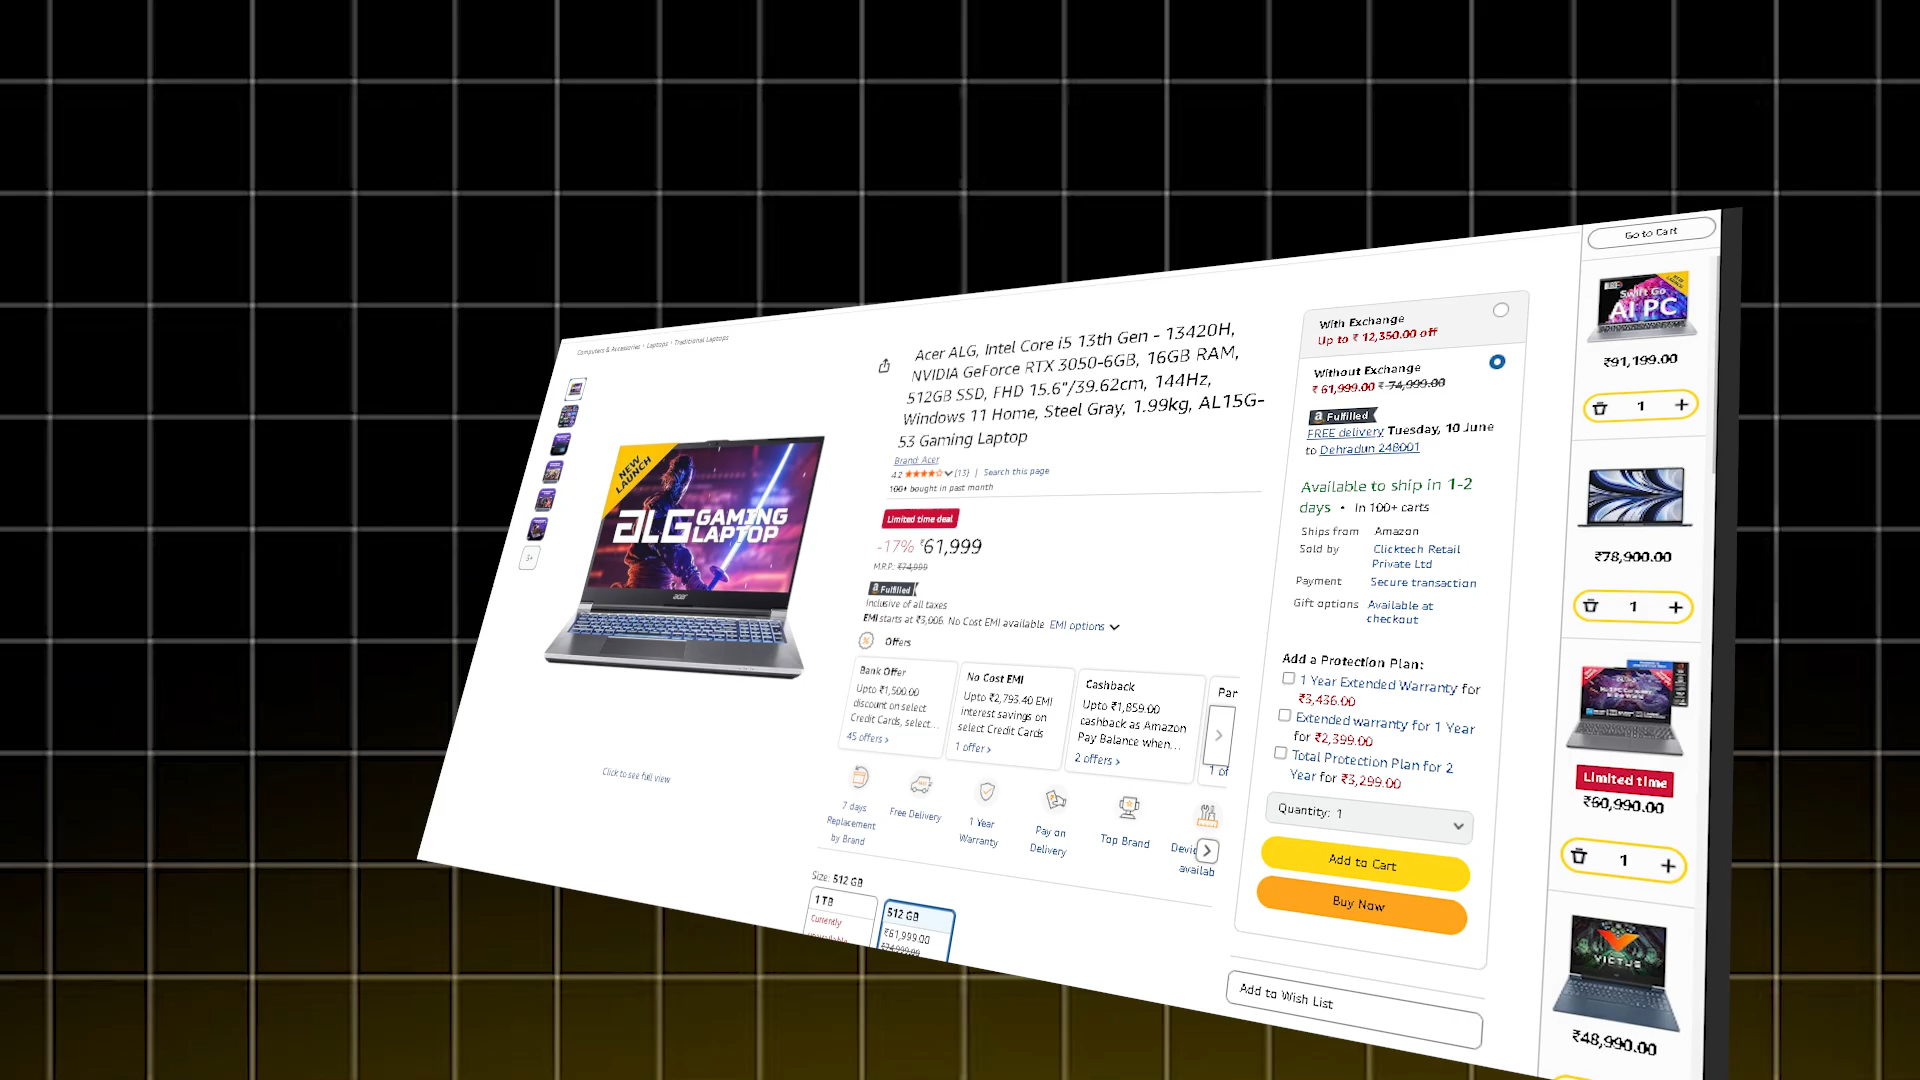 Go to Cart
Computers & Accessories › Laptops › Traditional Laptops
Acer ALG, Intel Core i5 13th Gen - 13420H,
NVIDIA GeForce RTX 3050-6GB, 16GB RAM,
512GB SSD, FHD 15.6"/39.62cm, 144Hz,
Windows 11 Home, Steel Gray, 1.99kg, AL15G-
53 Gaming Laptop
Brand: Acer
4.2 (13) | Search this page
100+ bought in past month
Limited time deal
-17% ₹61,999
M.R.P.: ₹74,999
a Fulfilled
Inclusive of all taxes
EMI starts at ₹3,006. No Cost EMI available EMI options
Offers
Bank Offer
Upto ₹1,500.00
discount on select
Credit Cards, select...
45 offers ›
No Cost EMI
Upto ₹2,793.40 EMI
interest savings on
select Credit Cards
1 offer ›
Cashback
Upto ₹1,859.00
cashback as Amazon
Pay Balance when...
2 offers ›
Par
1 of
7 days
Replacement
by Brand
Free Delivery
1 Year
Warranty
Pay on
Delivery
Top Brand
Devi
availab
Size: 512 GB
1 TB
Currently
512 GB
₹61,999.00
₹74,999.00
NEW
LAUNCH
ALG GAMING
LAPTOP
acer
3+
Click to see full view
With Exchange
Up to ₹ 12,350.00 off
Without Exchange
₹ 61,999.00 ₹ 74,999.00
a Fulfilled
FREE delivery Tuesday, 10 June
to Dehradun 248001
Available to ship in 1-2
days • In 100+ carts
Ships from Amazon
Sold by Clicktech Retail
Private Ltd
Payment Secure transaction
Gift options Available at
checkout
Add a Protection Plan:
1 Year Extended Warranty for
₹3,436.00
Extended warranty for 1 Year
for ₹2,399.00
Total Protection Plan for 2
Year for ₹3,299.00
Quantity: 1
Add to Cart
Buy Now
Add to Wish List
NEW
LAUNCH
Swift Go
AI PC
₹91,199.00
1
₹78,900.00
1
Limited time
₹60,990.00
1
VICTUS
₹48,990.00